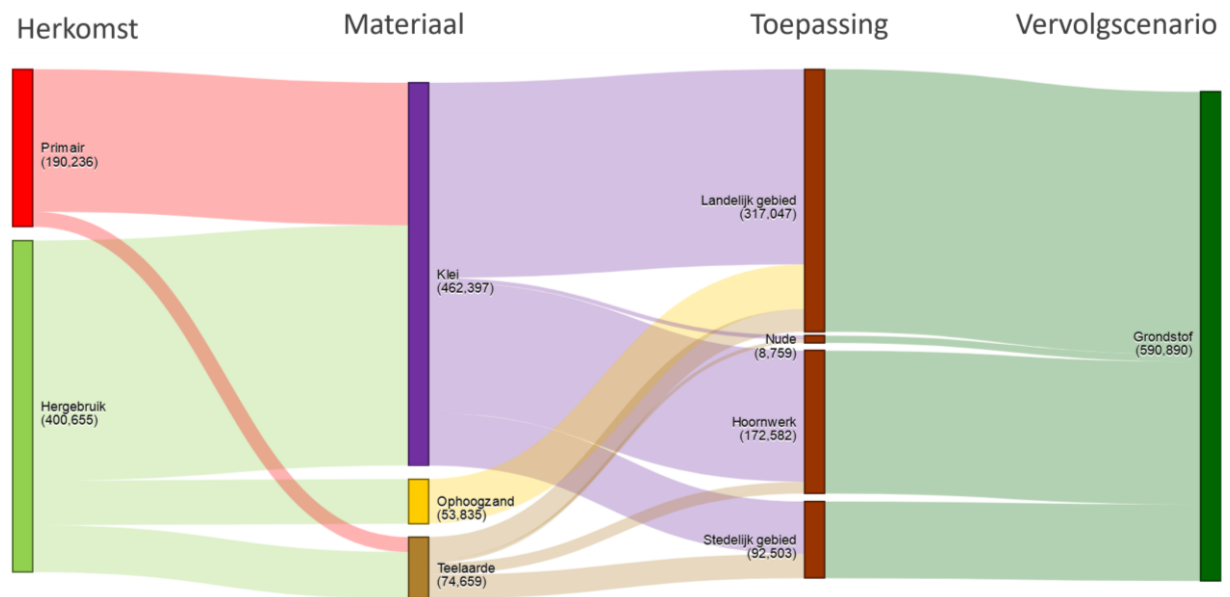 Herkomst
Materiaal
Toepassing
Vervolgscenario
Primair
(190,236)
Hergebruik
(400,655)
Klei
(462,397)
Ophoogzand
(53,835)
Teelaarde
(74,659)
Landelijk gebied
(317,047)
Nude
(8,759)
Hoornwerk
(172,582)
Stedelijk gebied
(92,503)
Grondstof
(590,890)